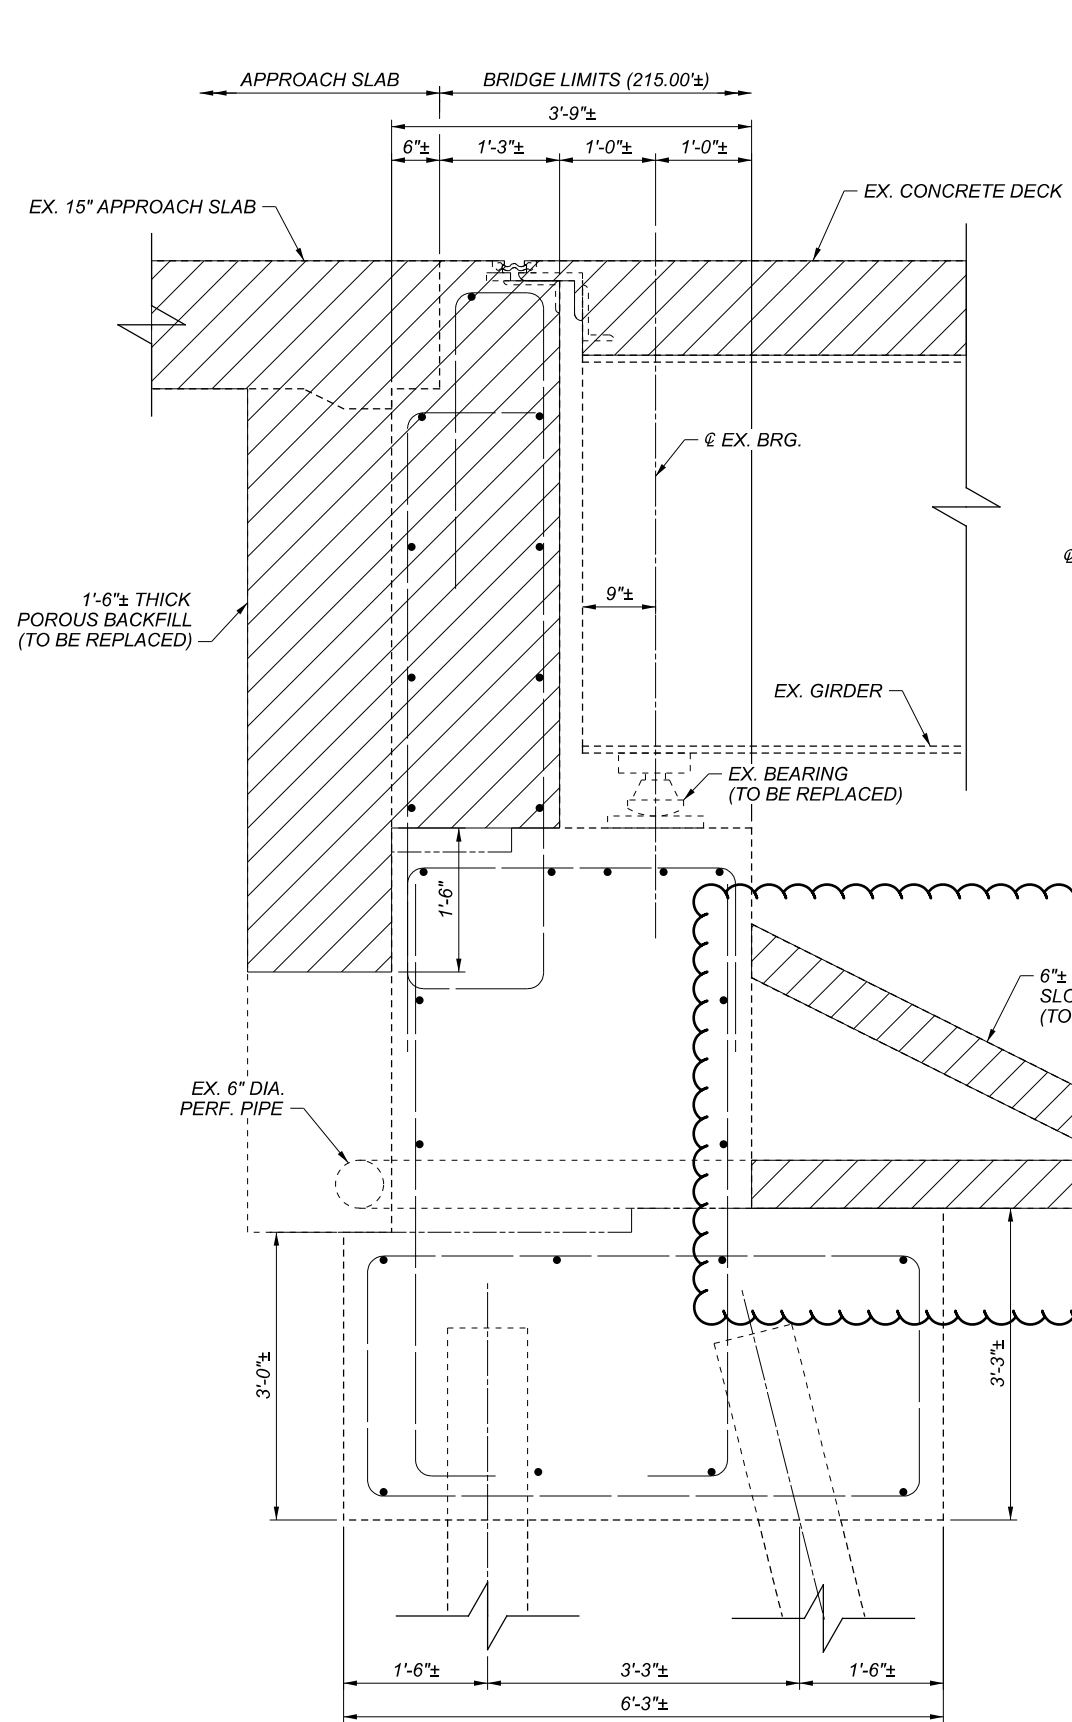 APPROACH SLAB
BRIDGE LIMITS (215.00'±)
3'-9"±
6"±
1'-3"±
1'-0"±
1'-0"±
EX. 15" APPROACH SLAB
EX. CONCRETE DECK
℄ EX. BRG.
℄
1'-6"± THICK
POROUS BACKFILL
(TO BE REPLACED)
9"±
EX. GIRDER
EX. BEARING
(TO BE REPLACED)
1'-6"
6"±
SLO
(TO
EX. 6" DIA.
PERF. PIPE
3'-0"±
3'-3"±
1'-6"±
3'-3"±
1'-6"±
6'-3"±